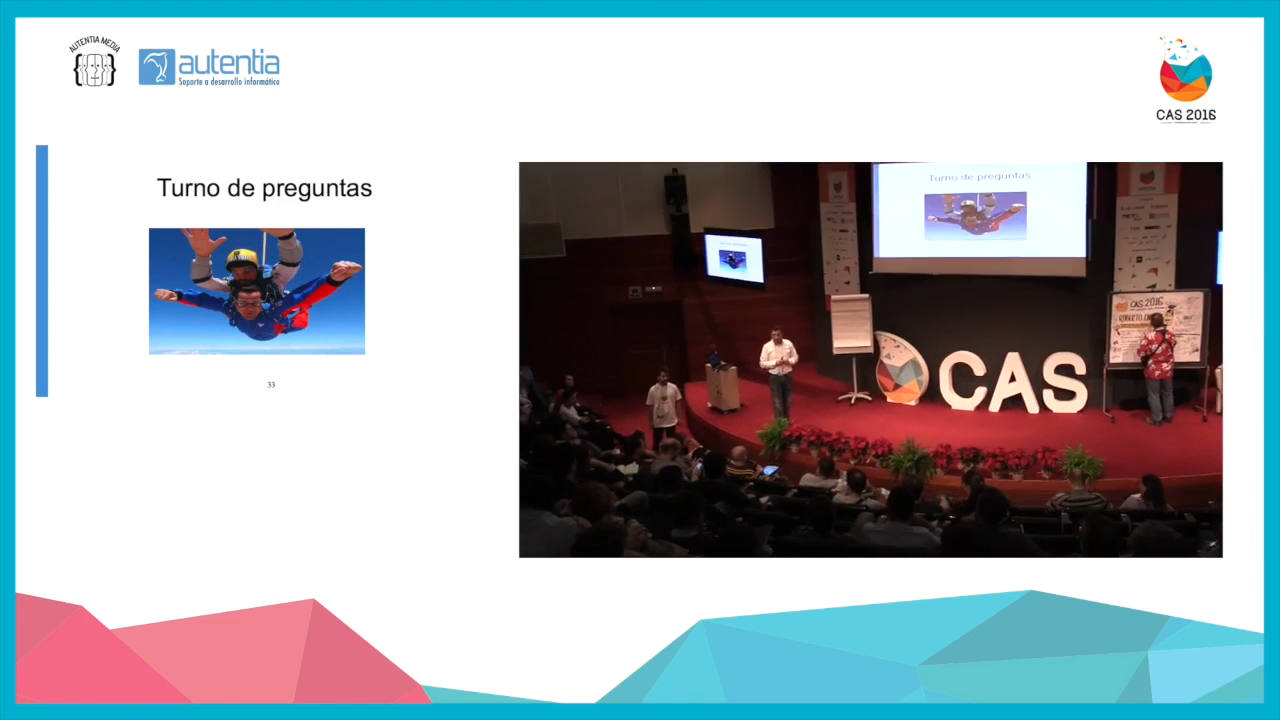 AUTENTIA MEDIA
autentia
Soporte a desarrollo informático
CAS 2016
Turno de preguntas
33
Turno de preguntas
CAS 2016
CAS